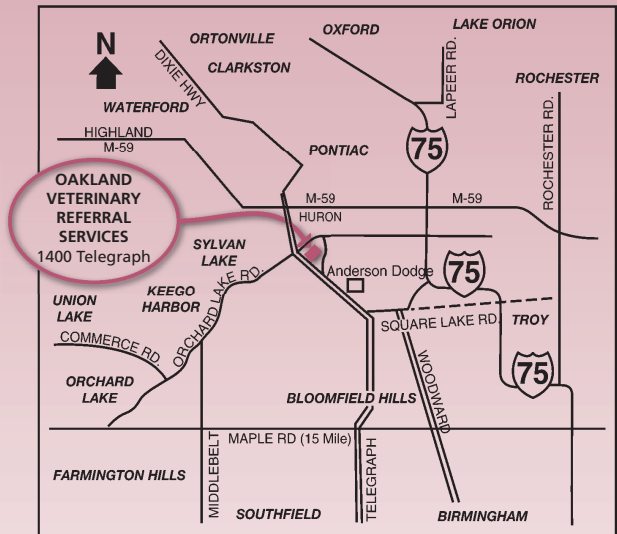 N
ORTONVILLE
OXFORD
LAKE ORION
DIXIE HWY
CLARKSTON
LAPEER RD.
ROCHESTER
WATERFORD
ROCHESTER RD.
HIGHLAND
M-59
PONTIAC
75
OAKLAND
VETERINARY
REFERRAL
SERVICES
1400 Telegraph
M-59
M-59
HURON
SYLVAN
LAKE
Anderson Dodge
75
KEEGO
HARBOR
ORCHARD LAKE RD.
UNION
LAKE
SQUARE LAKE RD.
TROY
COMMERCE RD.
WOODWARD
75
ORCHARD
LAKE
BLOOMFIELD HILLS
MAPLE RD (15 Mile)
MIDDLEBELT
TELEGRAPH
FARMINGTON HILLS
SOUTHFIELD
BIRMINGHAM